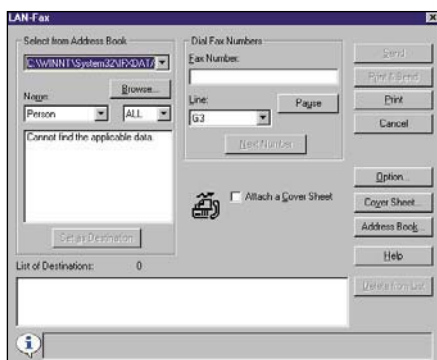 LAN-Fax
Select from Address Book
C:\WINNT\System32\IFXDATA
Browse...
Name:
Person
ALL
Cannot find the applicable data.
Set as Destination
Dial Fax Numbers
Fax Number:
Line:
G3
Pause
Next Number
Attach a Cover Sheet
Send
Print & Send
Print
Cancel
Option...
Cover Sheet...
Address Book...
Help
Delete from List
List of Destinations: 0